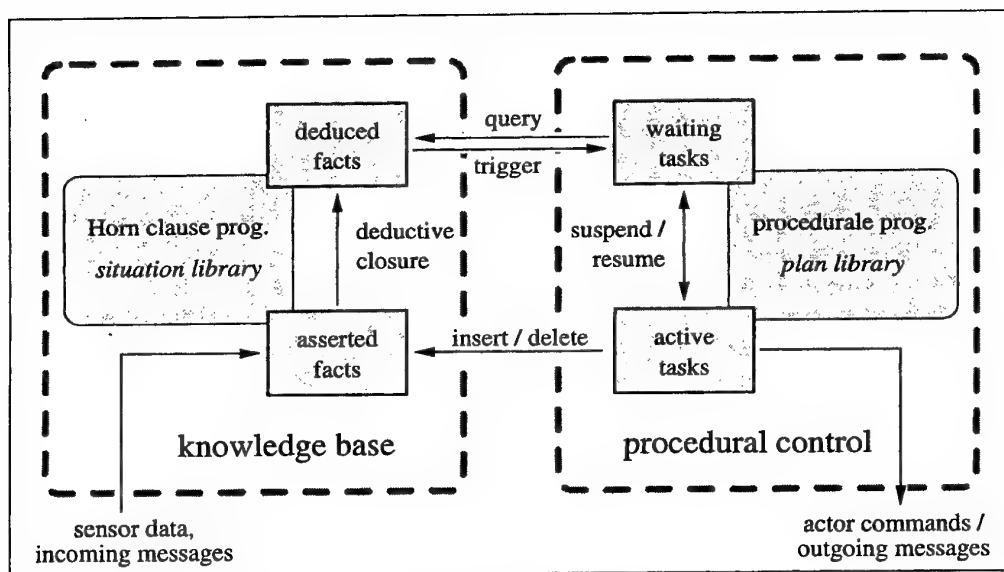 deduced
facts
query
trigger
waiting
tasks
Horn clause prog.
situation library
deductive
closure
suspend /
resume
procedurale prog.
plan library
asserted
facts
insert / delete
active
tasks
knowledge base
procedural control
sensor data,
incoming messages
actor commands /
outgoing messages